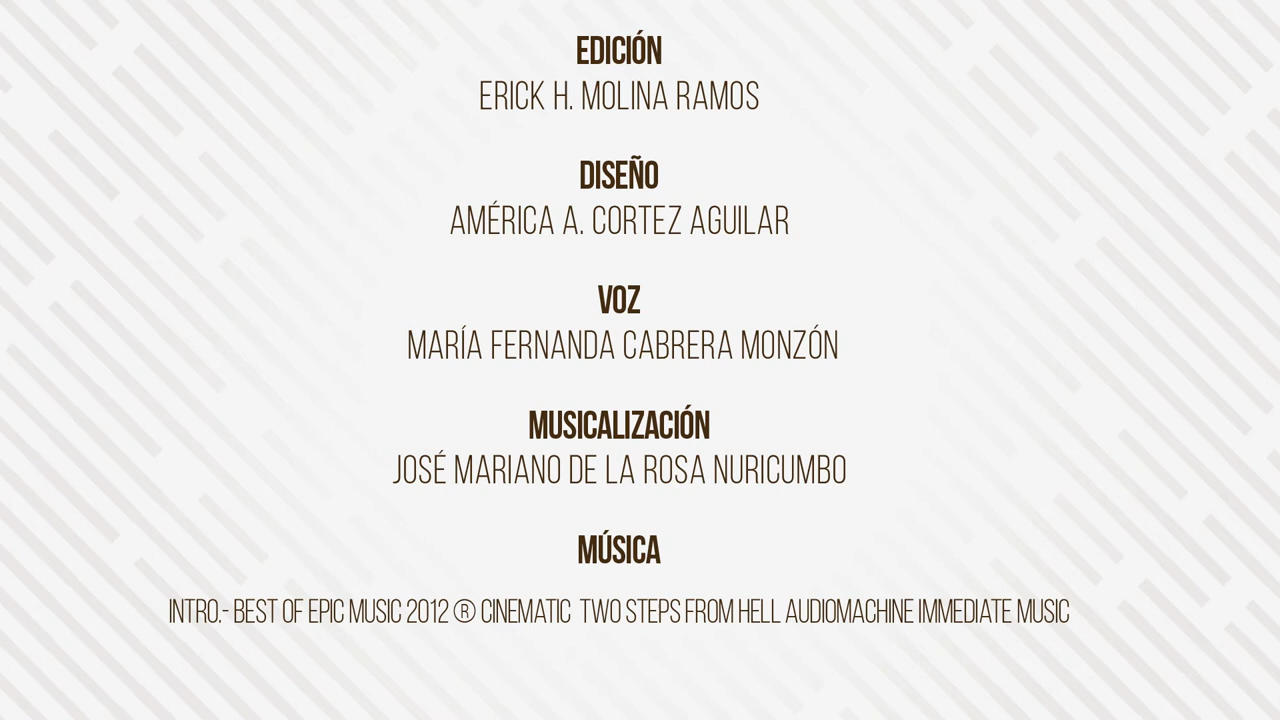 EDICIÓN
ERICK H. MOLINA RAMOS
DISEÑO
AMÉRICA A. CORTEZ AGUILAR
VOZ
MARÍA FERNANDA CABRERA MONZÓN
MUSICALIZACIÓN
JOSÉ MARIANO DE LA ROSA NURICUMBO
MÚSICA
INTRO.- BEST OF EPIC MUSIC 2012 ® CINEMATIC TWO STEPS FROM HELL AUDIOMACHINE IMMEDIATE MUSIC